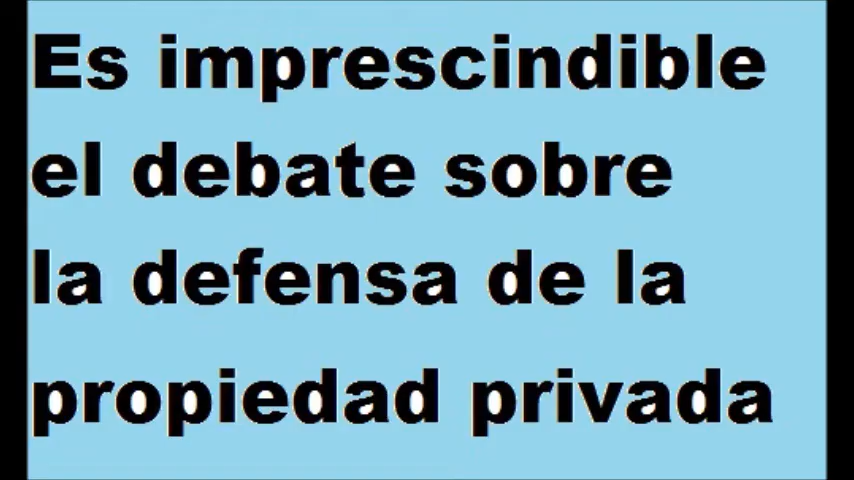 Es imprescindible
el debate sobre
la defensa de la
propiedad privada